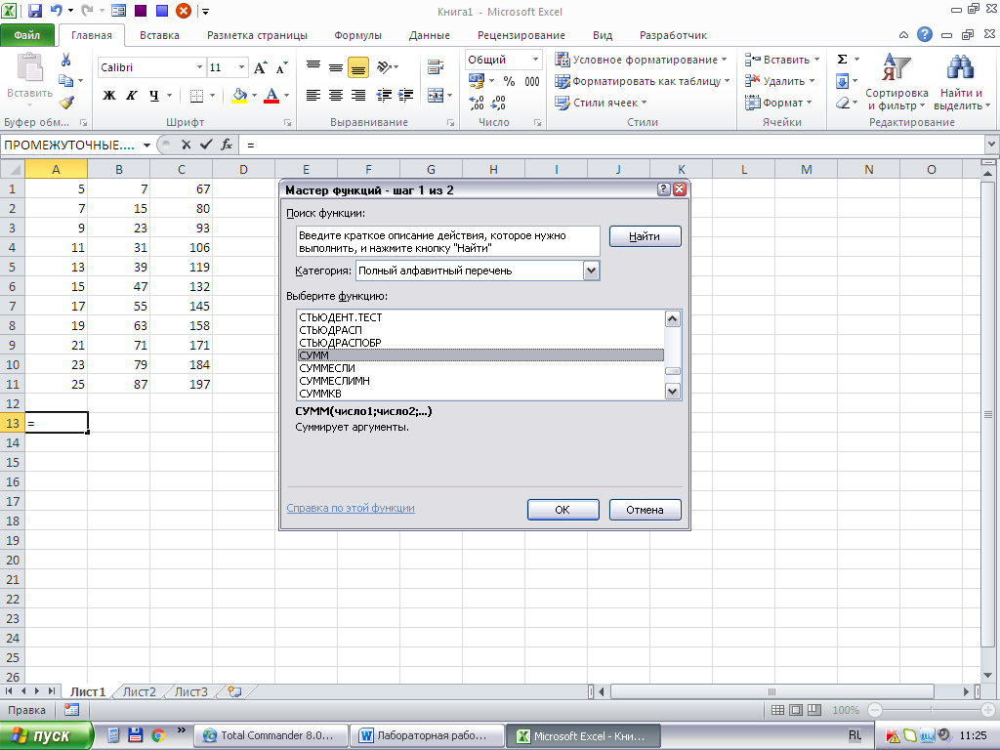 Книга1 - Microsoft Excel
Файл Главная Вставка Разметка страницы Формулы Данные Рецензирование Вид Разработчик
Вставить
Calibri 11
Ж К Ч
Общий
% 000
Условное форматирование
Форматировать как таблицу
Стили ячеек
Вставить
Удалить
Формат
Σ
Сортировка и фильтр
Найти и выделить
Буфер обм... Шрифт Выравнивание Число Стили Ячейки Редактирование
ПРОМЕЖУТОЧНЫЕ.... fx =
A B C D E F G H I J K L M N O
1 5 7 67
2 7 15 80
3 9 23 93
4 11 31 106
5 13 39 119
6 15 47 132
7 17 55 145
8 19 63 158
9 21 71 171
10 23 79 184
11 25 87 197
12
13 =
14
15
16
17
18
19
20
21
22
23
24
25
26
Мастер функций - шаг 1 из 2
Поиск функции:
Введите краткое описание действия, которое нужно
выполнить, и нажмите кнопку "Найти"
Найти
Категория: Полный алфавитный перечень
Выберите функцию:
СТЬЮДЕНТ.ТЕСТ
СТЬЮДРАСП
СТЬЮДРАСПОБР
СУММ
СУММЕСЛИ
СУММЕСЛИМН
СУММКВ
СУММ(число1;число2;...)
Суммирует аргументы.
Справка по этой функции
ОК Отмена
Лист1 Лист2 Лист3
Правка 100%
пуск Total Commander 8.0... Лабораторная рабо... Microsoft Excel - Кни... RL 11:25